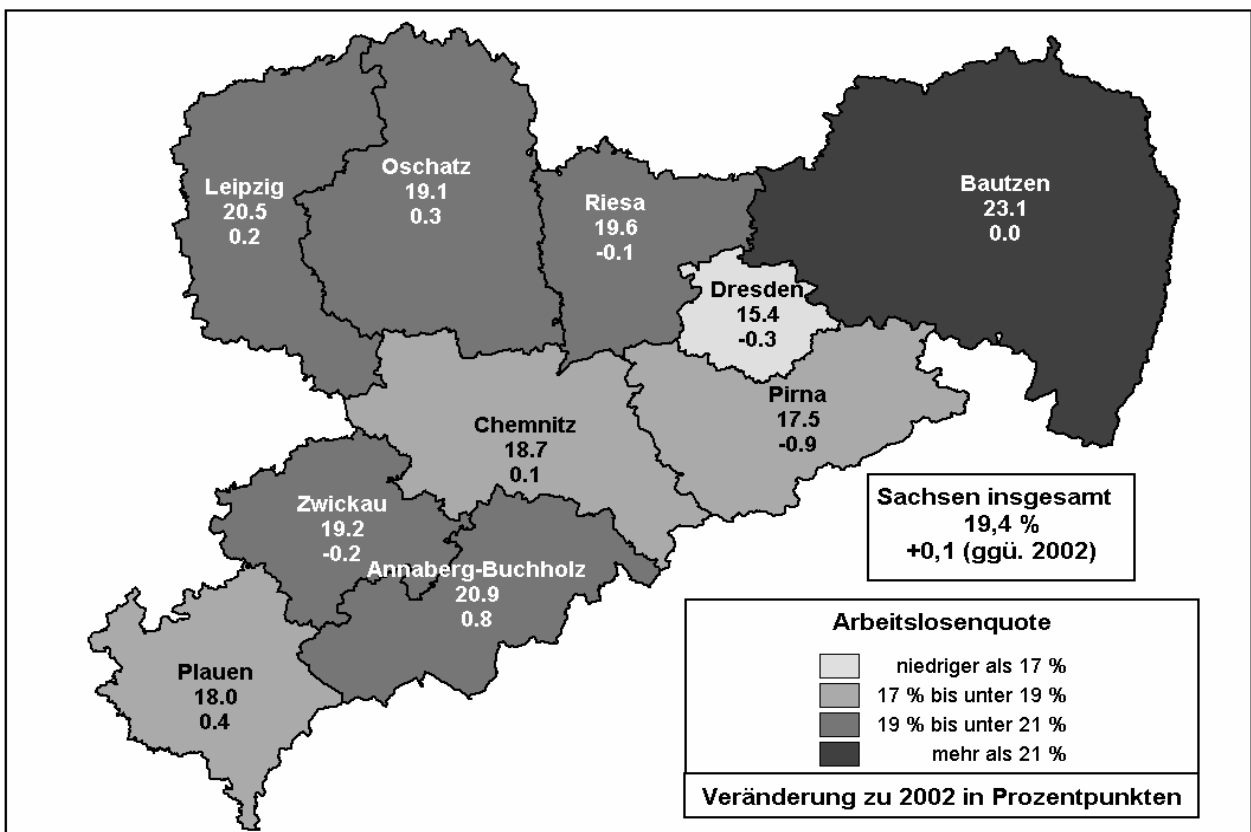 Leipzig
20.5
0.2
Oschatz
19.1
0.3
Riesa
19.6
-0.1
Bautzen
23.1
0.0
Dresden
15.4
-0.3
Pirna
17.5
-0.9
Chemnitz
18.7
0.1
Zwickau
19.2
-0.2
Annaberg-Buchholz
20.9
0.8
Plauen
18.0
0.4
Sachsen insgesamt
19,4 %
+0,1 (ggü. 2002)
Arbeitslosenquote
niedriger als 17 %
17 % bis unter 19 %
19 % bis unter 21 %
mehr als 21 %
Veränderung zu 2002 in Prozentpunkten